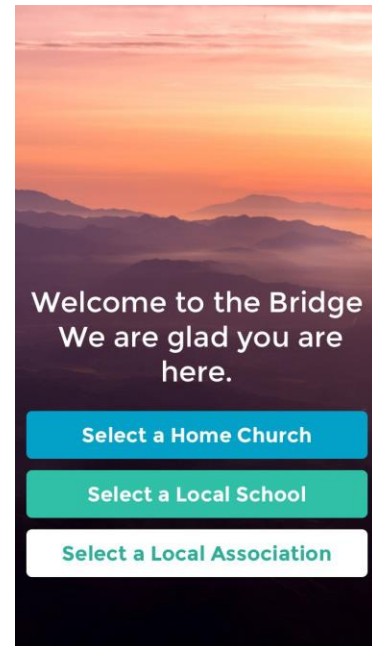 Welcome to the Bridge
We are glad you are
here.
Select a Home Church
Select a Local School
Select a Local Association